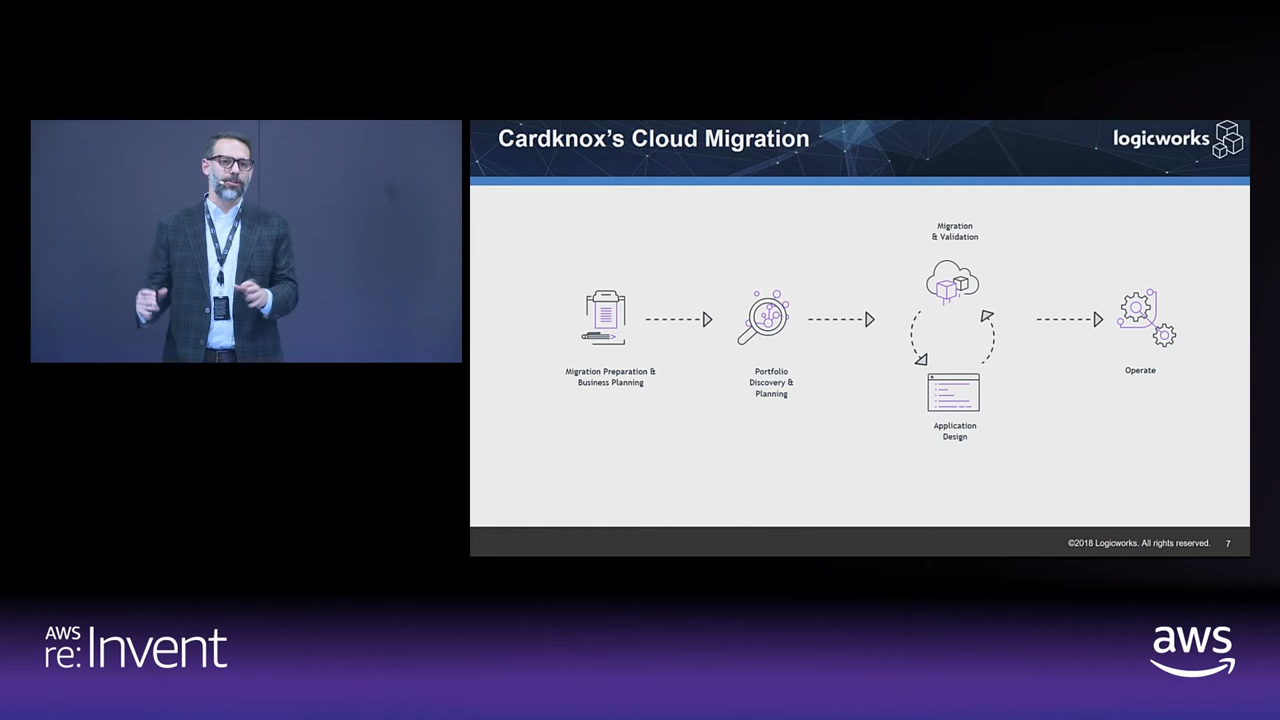 Cardknox's Cloud Migration
logicworks
Migration
& Validation
Migration Preparation &
Business Planning
Portfolio
Discovery &
Planning
Application
Design
Operate
©2018 Logicworks. All rights reserved. 7
AWS
re:Invent
aws